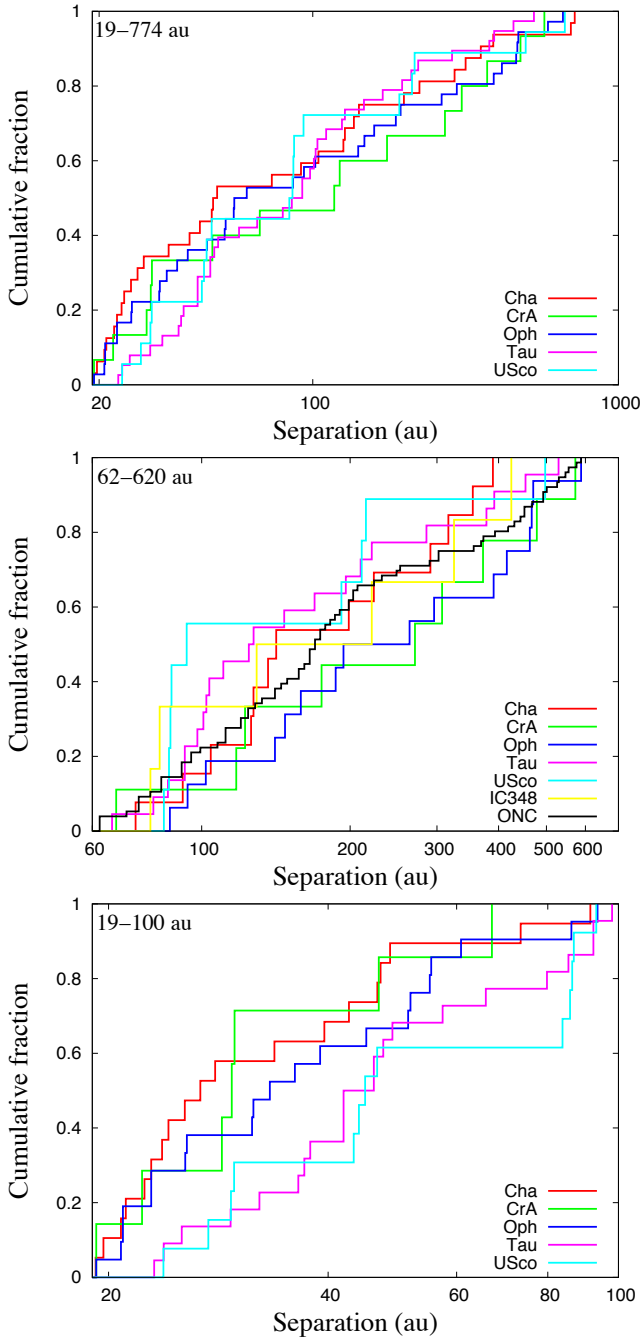 19–774 au
Cumulative fraction
1
0.8
0.6
0.4
0.2
0
Cha
CrA
Oph
Tau
USco
20
100
1000
Separation (au)
62–620 au
Cumulative fraction
1
0.8
0.6
0.4
0.2
0
Cha
CrA
Oph
Tau
USco
IC348
ONC
60
100
200
300
400
500
600
Separation (au)
19–100 au
Cumulative fraction
1
0.8
0.6
0.4
0.2
0
Cha
CrA
Oph
Tau
USco
20
40
60
80
100
Separation (au)